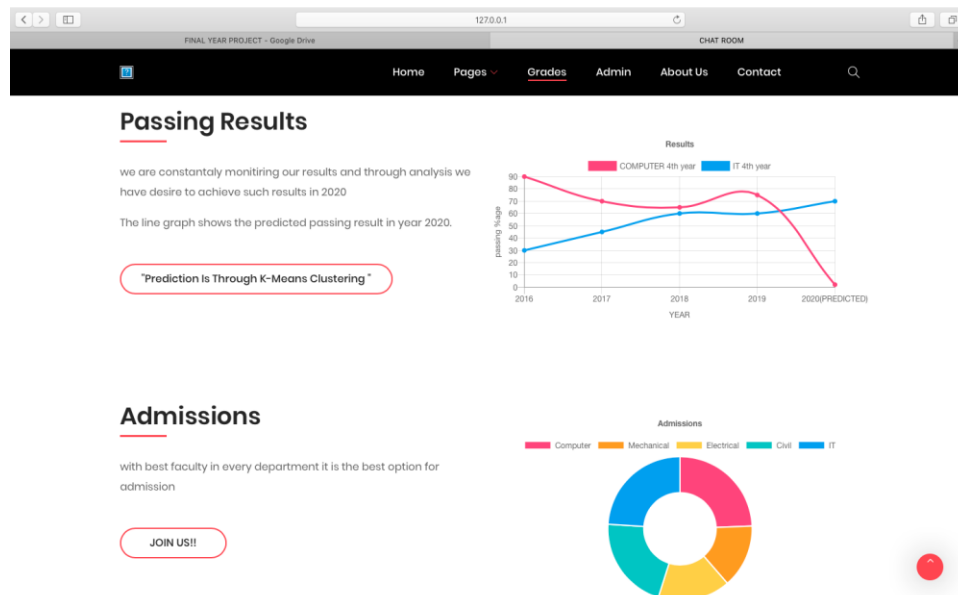 127.0.0.1
FINAL YEAR PROJECT - Google Drive
CHAT ROOM
Home Pages Grades Admin About Us Contact
Passing Results
we are constantaly monitiring our results and through analysis we
have desire to achieve such results in 2020
The line graph shows the predicted passing result in year 2020.
"Prediction Is Through K-Means Clustering "
Results
COMPUTER 4th year IT 4th year
passing %age
90
80
70
60
50
40
30
20
10
0
2016 2017 2018 2019 2020(PREDICTED)
YEAR
Admissions
with best faculty in every department it is the best option for
admission
JOIN US!!
Admissions
Computer Mechanical Electrical Civil IT